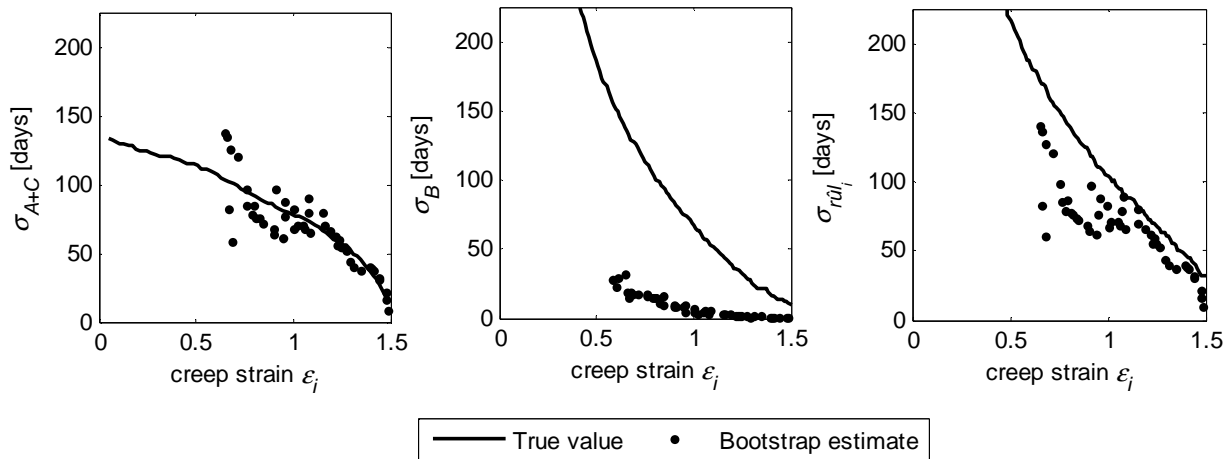 σA+C [days]
200
150
100
50
0
0 0.5 1 1.5
creep strain εi
σB [days]
200
150
100
50
0
0 0.5 1 1.5
creep strain εi
σrûli [days]
200
150
100
50
0
0 0.5 1 1.5
creep strain εi
True value Bootstrap estimate